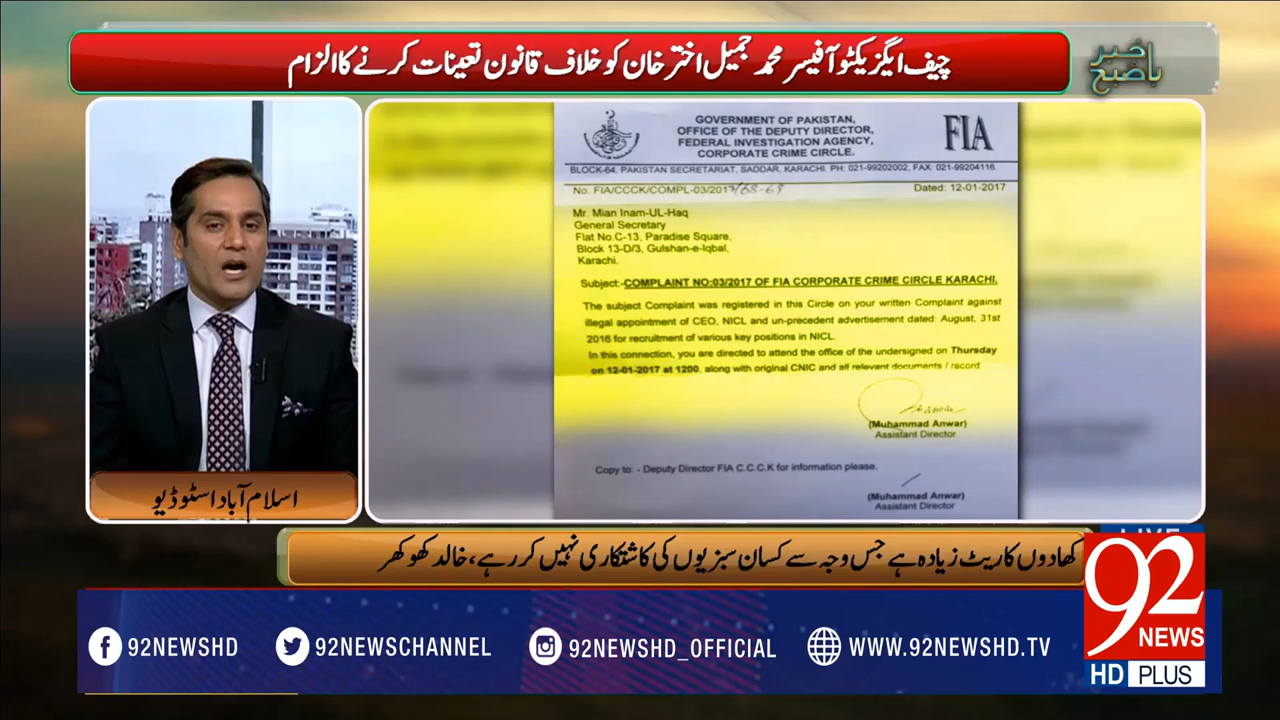 چیف ایگزیکٹو آفیسر محمد جمیل اختر خان کو خلاف قانون تعینات کرنے کا الزام
باخبر صبح
GOVERNMENT OF PAKISTAN,
OFFICE OF THE DEPUTY DIRECTOR,
FEDERAL INVESTIGATION AGENCY,
CORPORATE CRIME CIRCLE.
FIA
BLOCK-64, PAKISTAN SECRETARIAT, SADDAR, KARACHI. PH: 021-99202002, FAX: 021-99204116.
No. FIA/CCCK/COMPL-03/2017/68-69
Dated: 12-01-2017
Mr. Mian Inam-UL-Haq
General Secretary
Flat No.C-13, Paradise Square,
Block 13-D/3, Gulshan-e-Iqbal,
Karachi.
Subject:-COMPLAINT NO:03/2017 OF FIA CORPORATE CRIME CIRCLE KARACHI.
The subject Complaint was registered in this Circle on your written Complaint against
illegal appointment of CEO, NICL and un-precedent advertisement dated: August, 31st
2016 for recruitment of various key positions in NICL.
In this connection, you are directed to attend the office of the undersigned on Thursday
on 12-01-2017 at 1200, along with original CNIC and all relevant documents / record
(Muhammad Anwar)
Assistant Director
Copy to: - Deputy Director FIA C.C.C.K for information please.
(Muhammad Anwar)
Assistant Director
اسلام آباد اسٹوڈیو
کھادوں کا ریٹ زیادہ ہے جس وجہ سے کسان سبزیوں کی کاشتکاری نہیں کر رہے، خالد کھوکھر
LIVE
92
NEWS
HD PLUS
92NEWSHD
92NEWSCHANNEL
92NEWSHD_OFFICIAL
WWW.92NEWSHD.TV